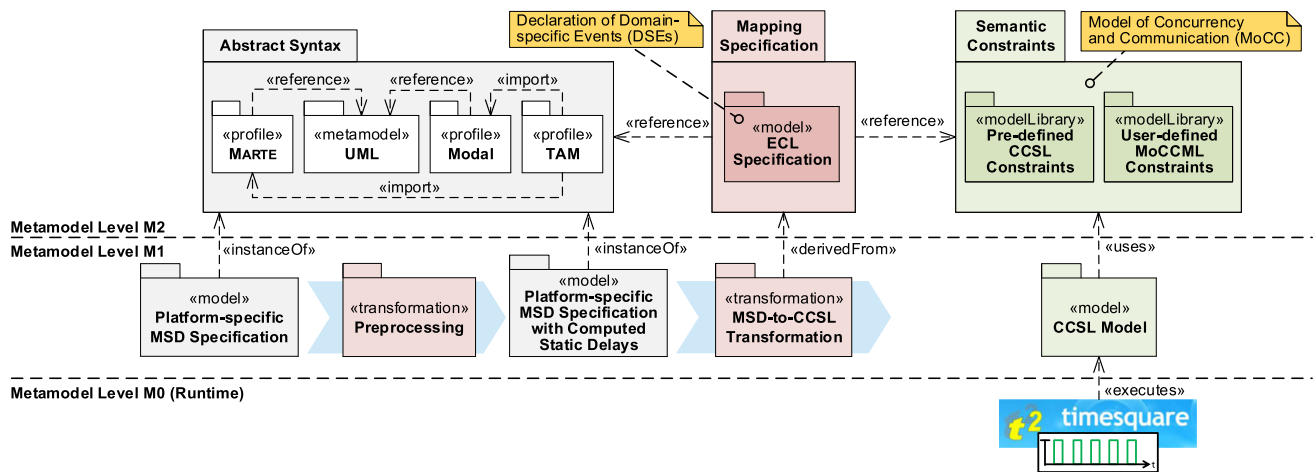 Declaration of Domain-
specific Events (DSEs)
Model of Concurrency
and Communication (MoCC)
Abstract Syntax
Mapping
Specification
Semantic
Constraints
«reference»
«reference»
«import»
«profile»
MARTE
«metamodel»
UML
«profile»
Modal
«profile»
TAM
«import»
«reference»
«model»
ECL
Specification
«reference»
«modelLibrary»
Pre-defined
CCSL
Constraints
«modelLibrary»
User-defined
MoCCML
Constraints
Metamodel Level M2
Metamodel Level M1
«instanceOf»
«instanceOf»
«derivedFrom»
«uses»
«model»
Platform-specific
MSD Specification
«transformation»
Preprocessing
«model»
Platform-specific
MSD Specification
with Computed
Static Delays
«transformation»
MSD-to-CCSL
Transformation
«model»
CCSL Model
Metamodel Level M0 (Runtime)
«executes»
t2 timesquare
t